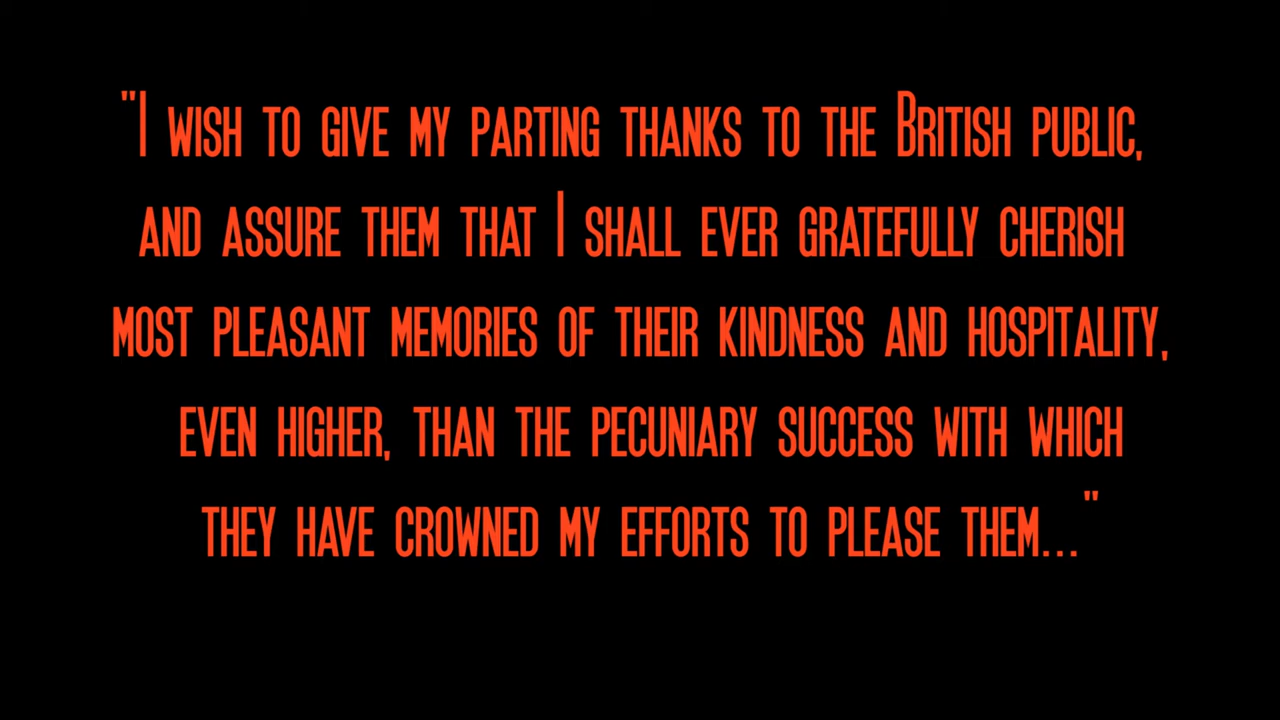 "I wish to give my parting thanks to the British public,
and assure them that I shall ever gratefully cherish
most pleasant memories of their kindness and hospitality,
even higher, than the pecuniary success with which
they have crowned my efforts to please them..."